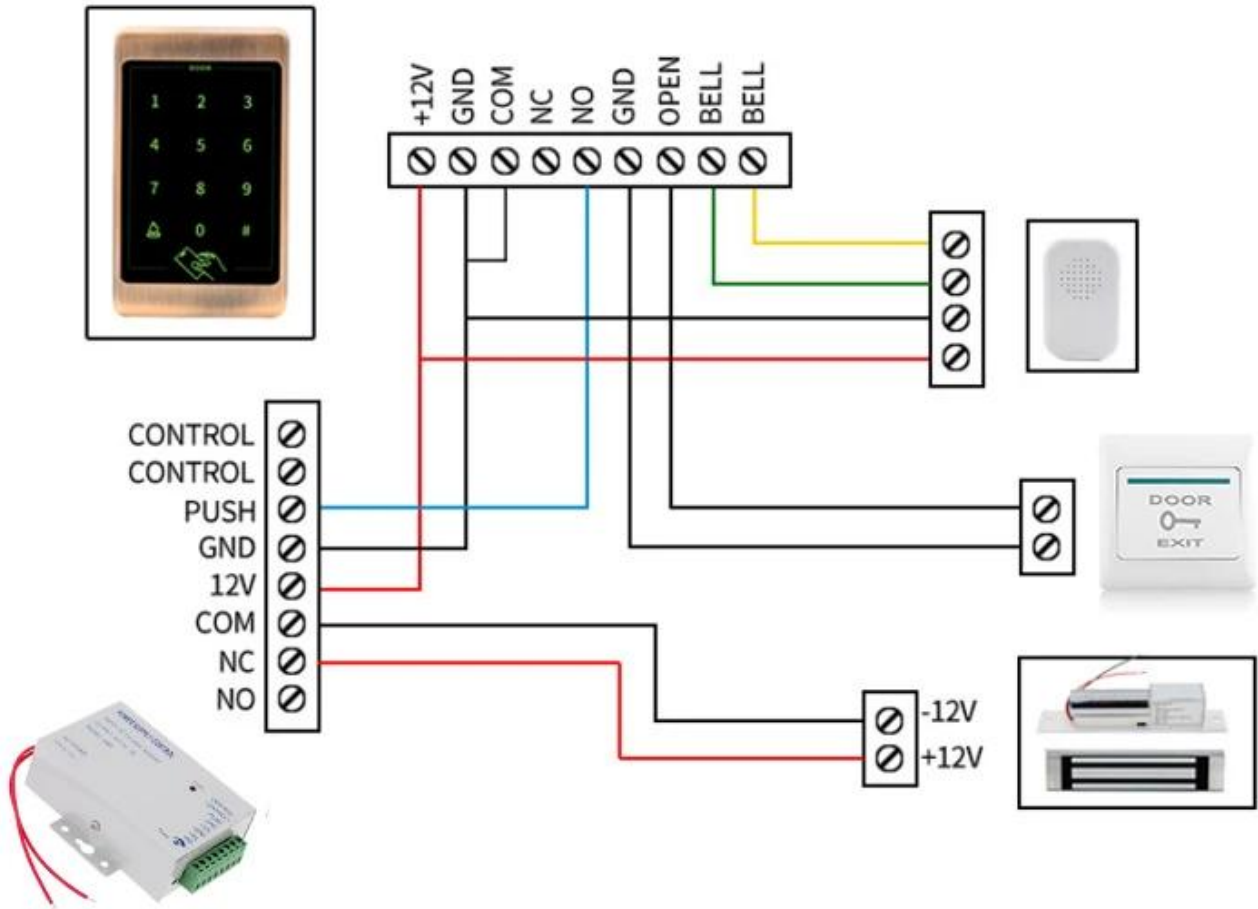 DOOR
1 2 3
4 5 6
7 8 9
0 #
+12V
GND
COM
NC
NO
GND
OPEN
BELL
BELL
CONTROL
CONTROL
PUSH
GND
12V
COM
NC
NO
DOOR
EXIT
-12V
+12V